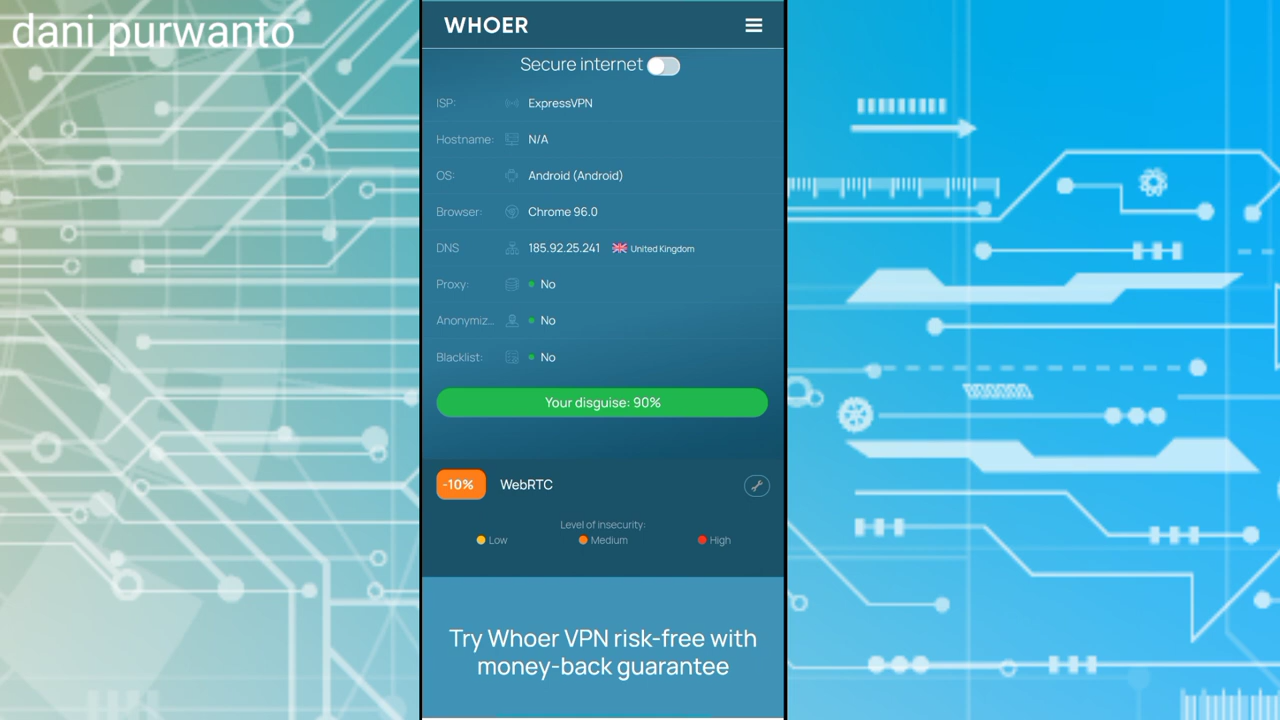 dani purwanto
WHOER
Secure internet
ISP: ExpressVPN
Hostname: N/A
OS: Android (Android)
Browser: Chrome 96.0
DNS 185.92.25.241 United Kingdom
Proxy: No
Anonymiz... No
Blacklist: No
Your disguise: 90%
-10% WebRTC
Level of insecurity:
Low Medium High
Try Whoer VPN risk-free with
money-back guarantee